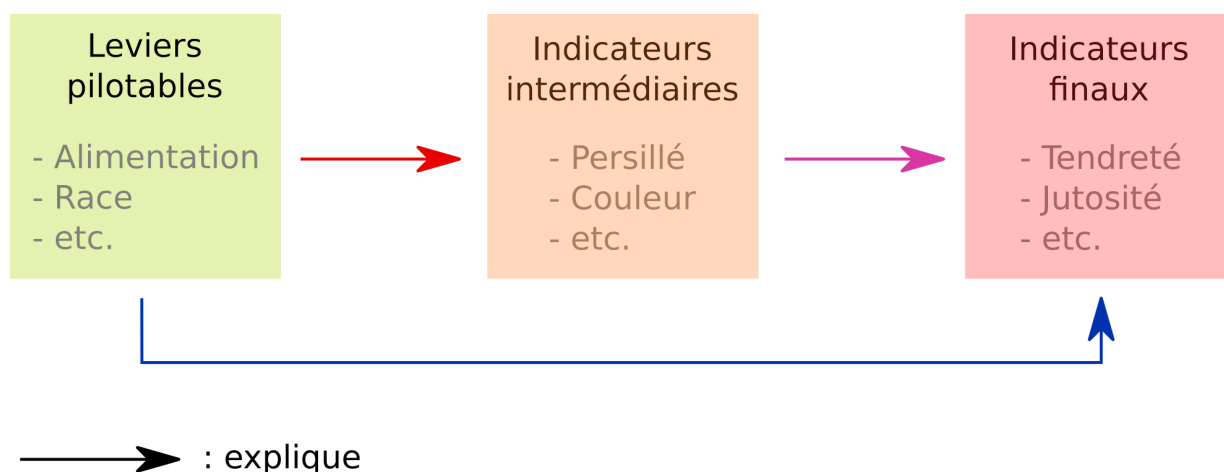 Leviers
pilotables
- Alimentation
- Race
- etc.
Indicateurs
intermédiaires
- Persillé
- Couleur
- etc.
Indicateurs
finaux
- Tendreté
- Jutosité
- etc.
: explique